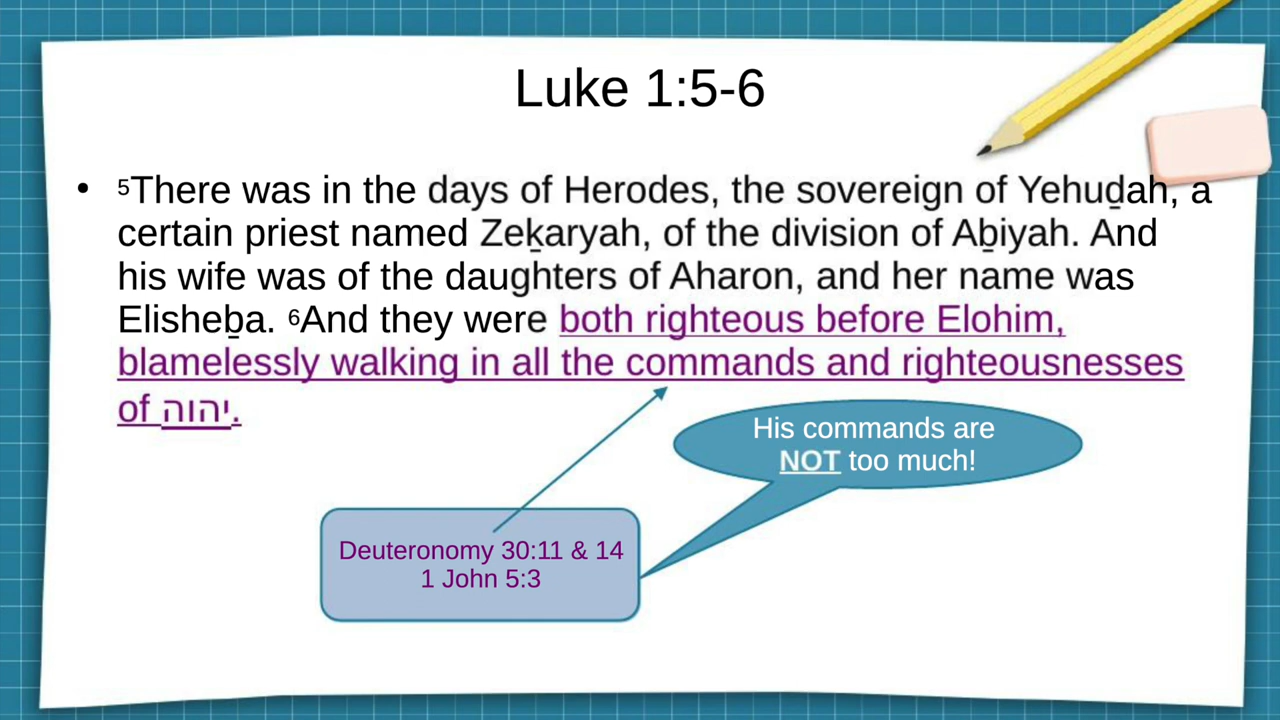 Luke 1:5-6
• ⁵There was in the days of Herodes, the sovereign of Yehuḏah, a
certain priest named Zeḵaryah, of the division of Aḇiyah. And
his wife was of the daughters of Aharon, and her name was
Elisheḇa. ⁶And they were both righteous before Elohim,
blamelessly walking in all the commands and righteousnesses
of יהוה.
His commands are
NOT too much!
Deuteronomy 30:11 & 14
1 John 5:3